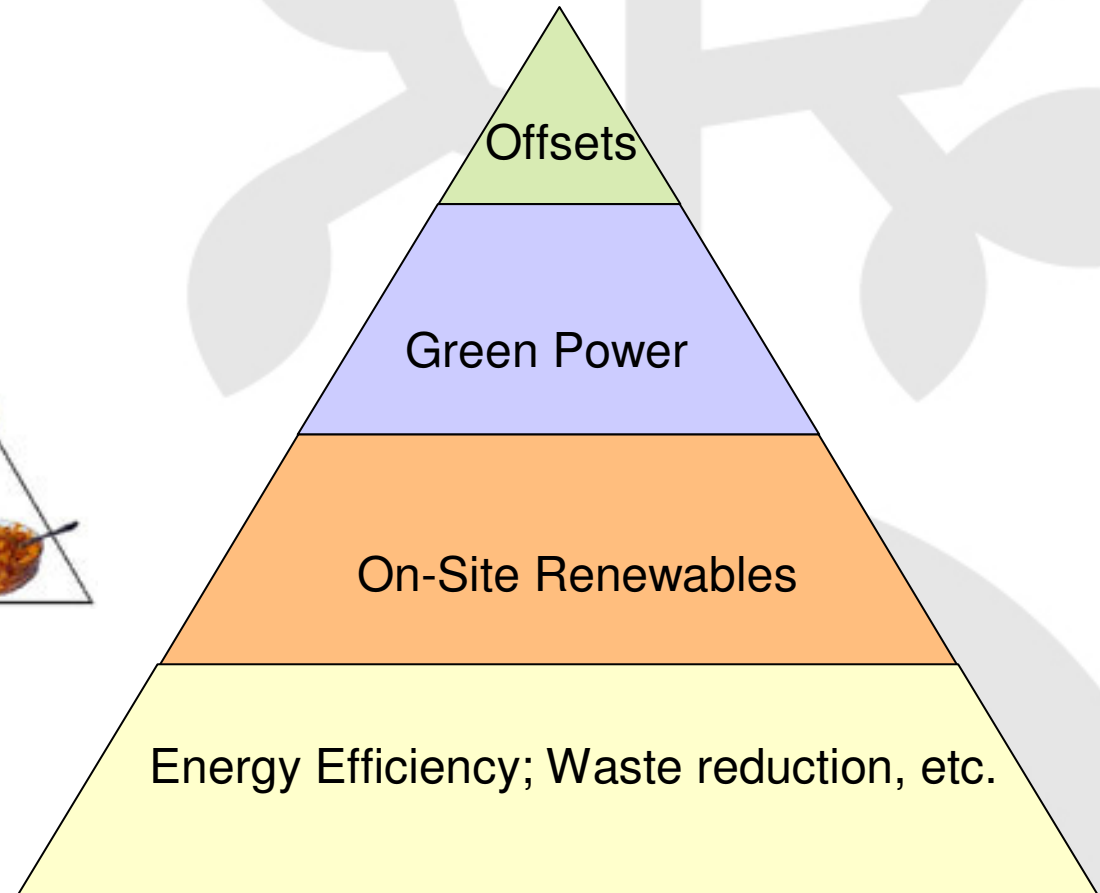 Offsets
Green Power
On-Site Renewables
Energy Efficiency; Waste reduction, etc.